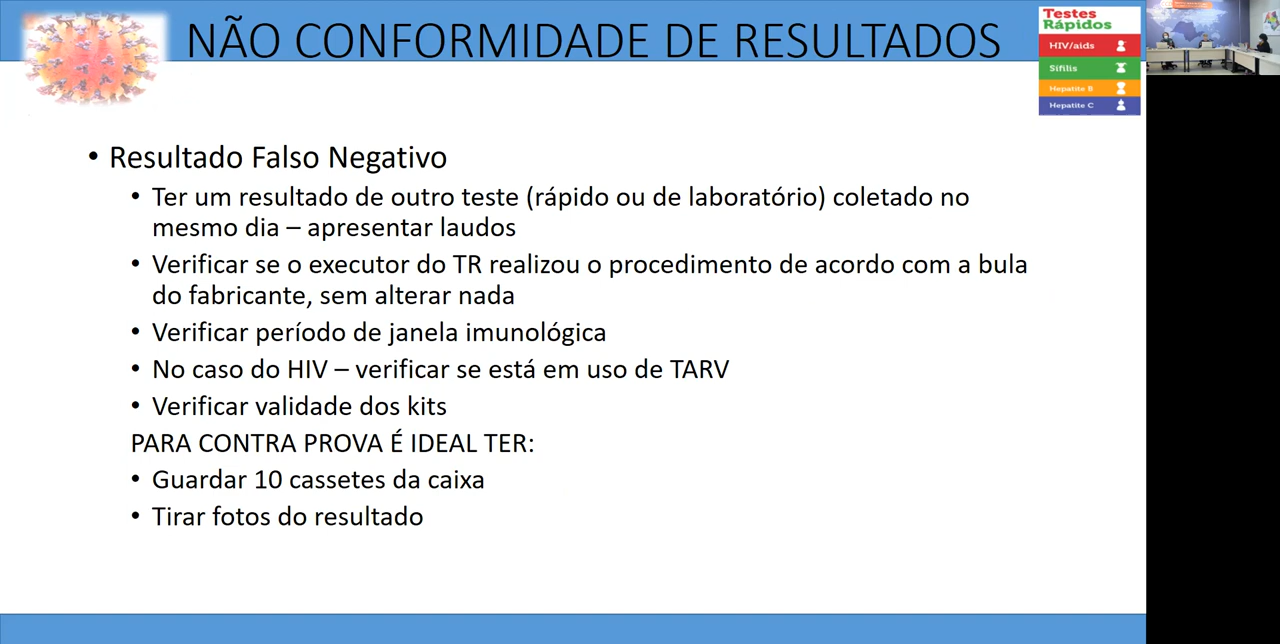 NÃO CONFORMIDADE DE RESULTADOS
Testes
Rápidos
HIV/aids
Sífilis
Hepatite B
Hepatite C
• Resultado Falso Negativo
• Ter um resultado de outro teste (rápido ou de laboratório) coletado no
mesmo dia – apresentar laudos
• Verificar se o executor do TR realizou o procedimento de acordo com a bula
do fabricante, sem alterar nada
• Verificar período de janela imunológica
• No caso do HIV – verificar se está em uso de TARV
• Verificar validade dos kits
PARA CONTRA PROVA É IDEAL TER:
• Guardar 10 cassetes da caixa
• Tirar fotos do resultado